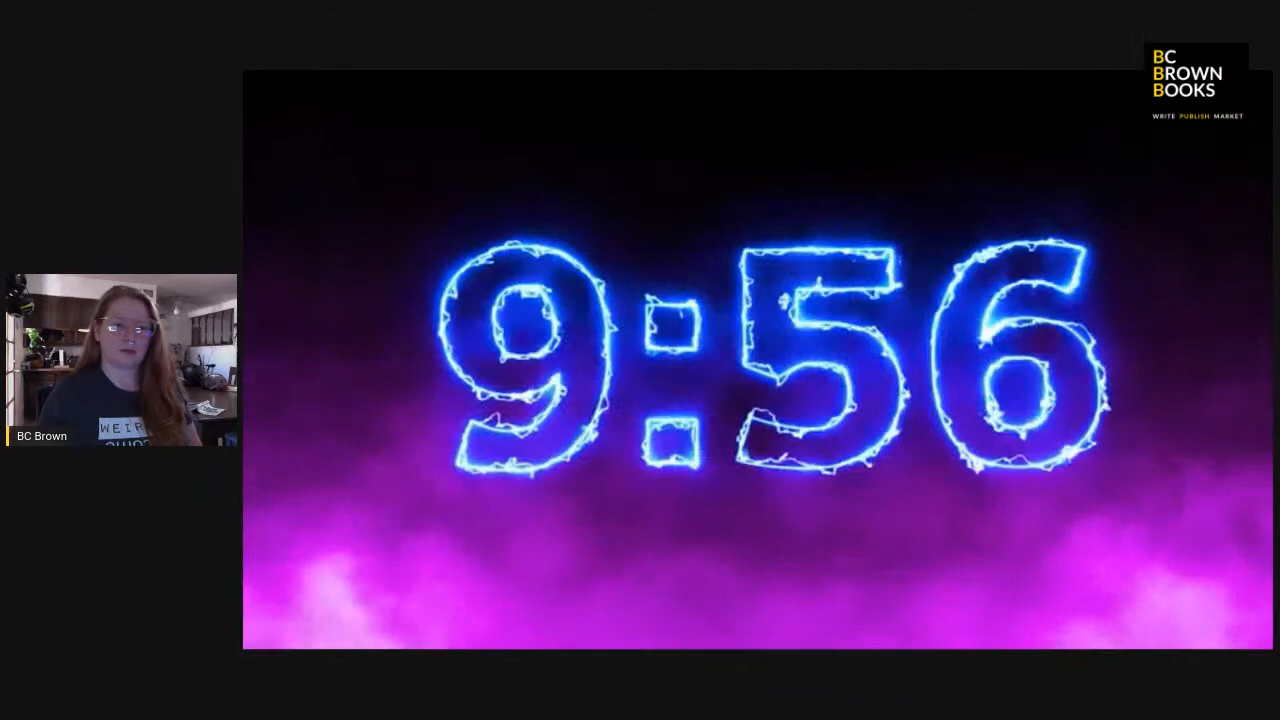 BC
BROWN
BOOKS
WRITE PUBLISH MARKET
9:56
WEIR
BC Brown